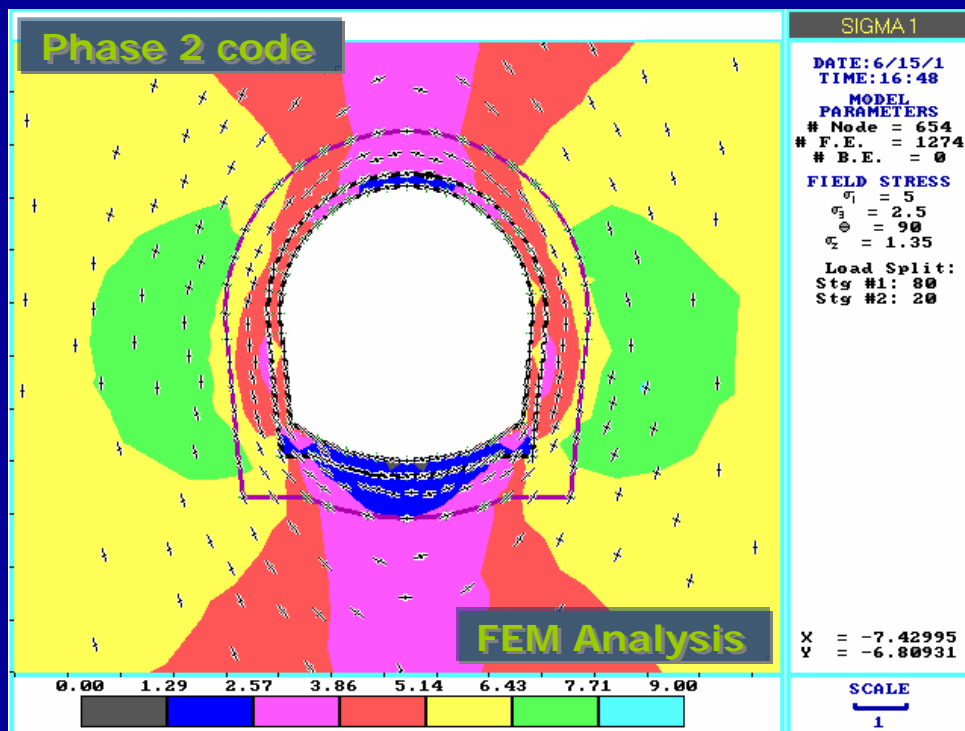 Phase 2 code
SIGMA 1
DATE:6/15/1
TIME:16:48
MODEL
PARAMETERS
# Node = 654
# F.E. = 1274
# B.E. = 0
FIELD STRESS
σ1 = 5
σ3 = 2.5
θ = 90
σz = 1.35
Load Split:
Stg #1: 80
Stg #2: 20
FEM Analysis
X = -7.42995
Y = -6.80931
0.00 1.29 2.57 3.86 5.14 6.43 7.71 9.00
SCALE
1